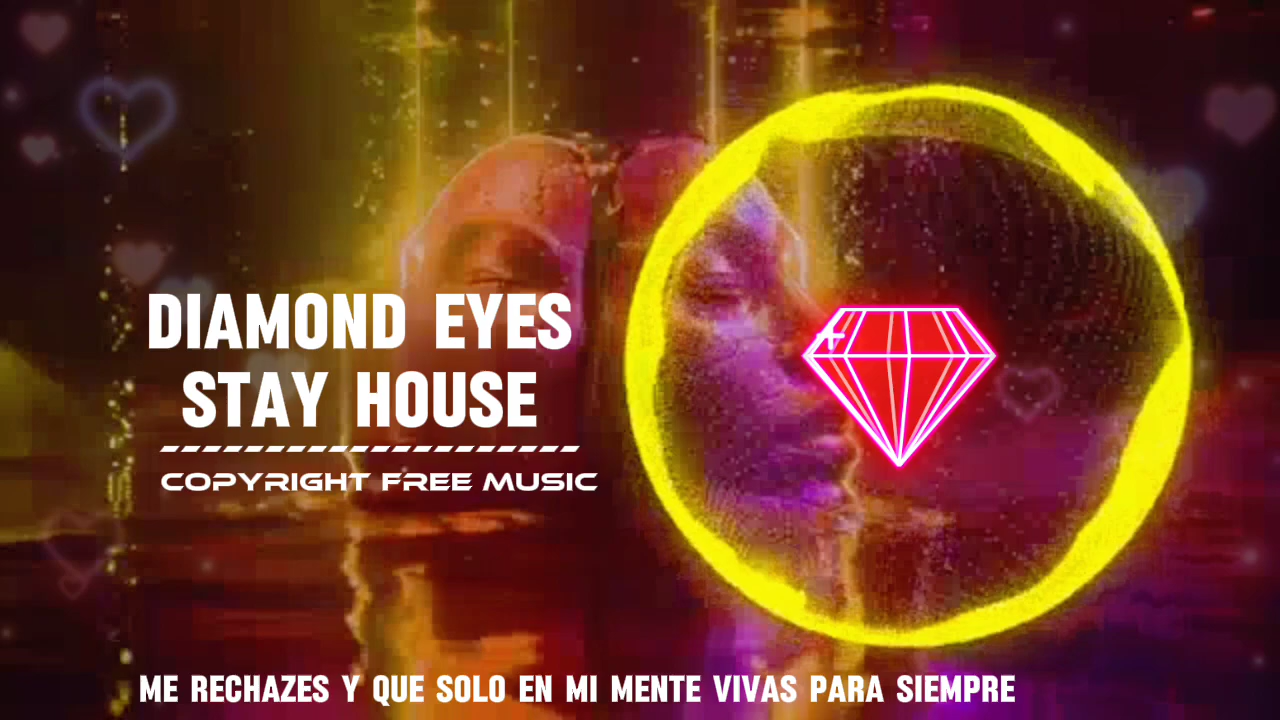 DIAMOND EYES
STAY HOUSE
COPYRIGHT FREE MUSIC
ME RECHAZES Y QUE SOLO EN MI MENTE VIVAS PARA SIEMPRE